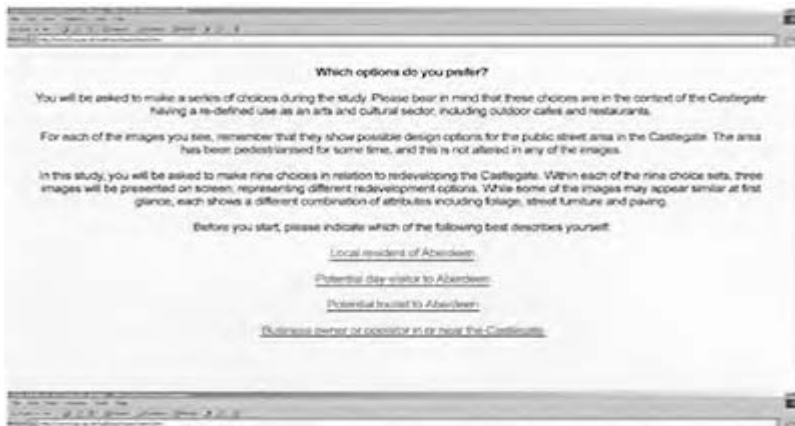 Which options do you prefer?
You will be asked to make a series of choices during the study. Please bear in mind that these choices are in the context of the Castlegate
having a re-defined use as an arts and cultural sector, including outdoor cafes and restaurants.
For each of the images you see, remember that they show possible design options for the public street area in the Castlegate. The area
has been pedestrianised for some time, and this is not altered in any of the images.
In this study, you will be asked to make nine choices in relation to redeveloping the Castlegate. Within each of the nine choice sets, three
images will be presented on screen, representing different redevelopment options. While some of the images may appear similar at first
glance, each shows a different combination of attributes including foliage, street furniture and paving.
Before you start, please indicate which of the following best describes yourself:
Local resident of Aberdeen
Potential day visitor to Aberdeen
Potential tourist to Aberdeen
Business owner or operator in or near the Castlegate